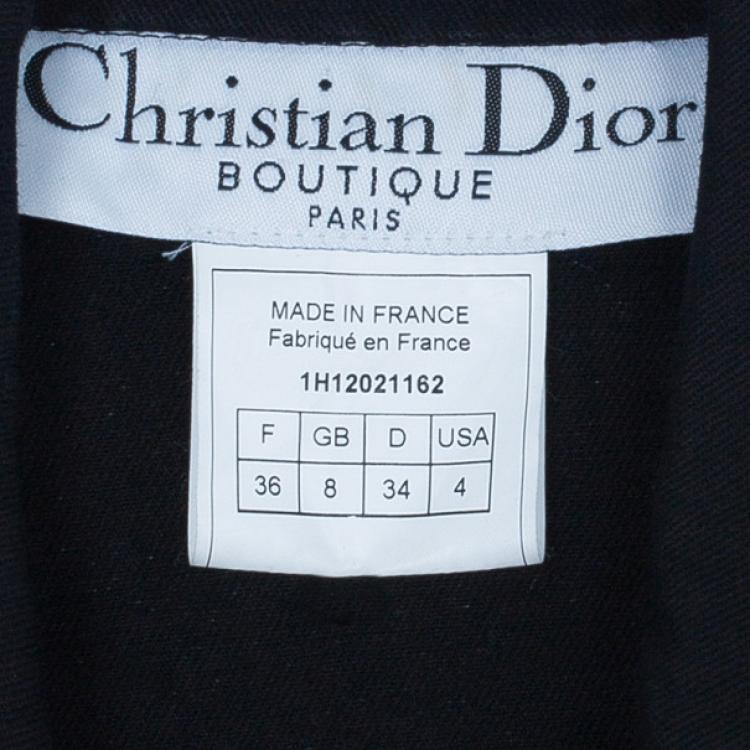 Christian Dior
BOUTIQUE
PARIS
MADE IN FRANCE
Fabriqué en France
1H12021162
F GB D USA
36 8 34 4